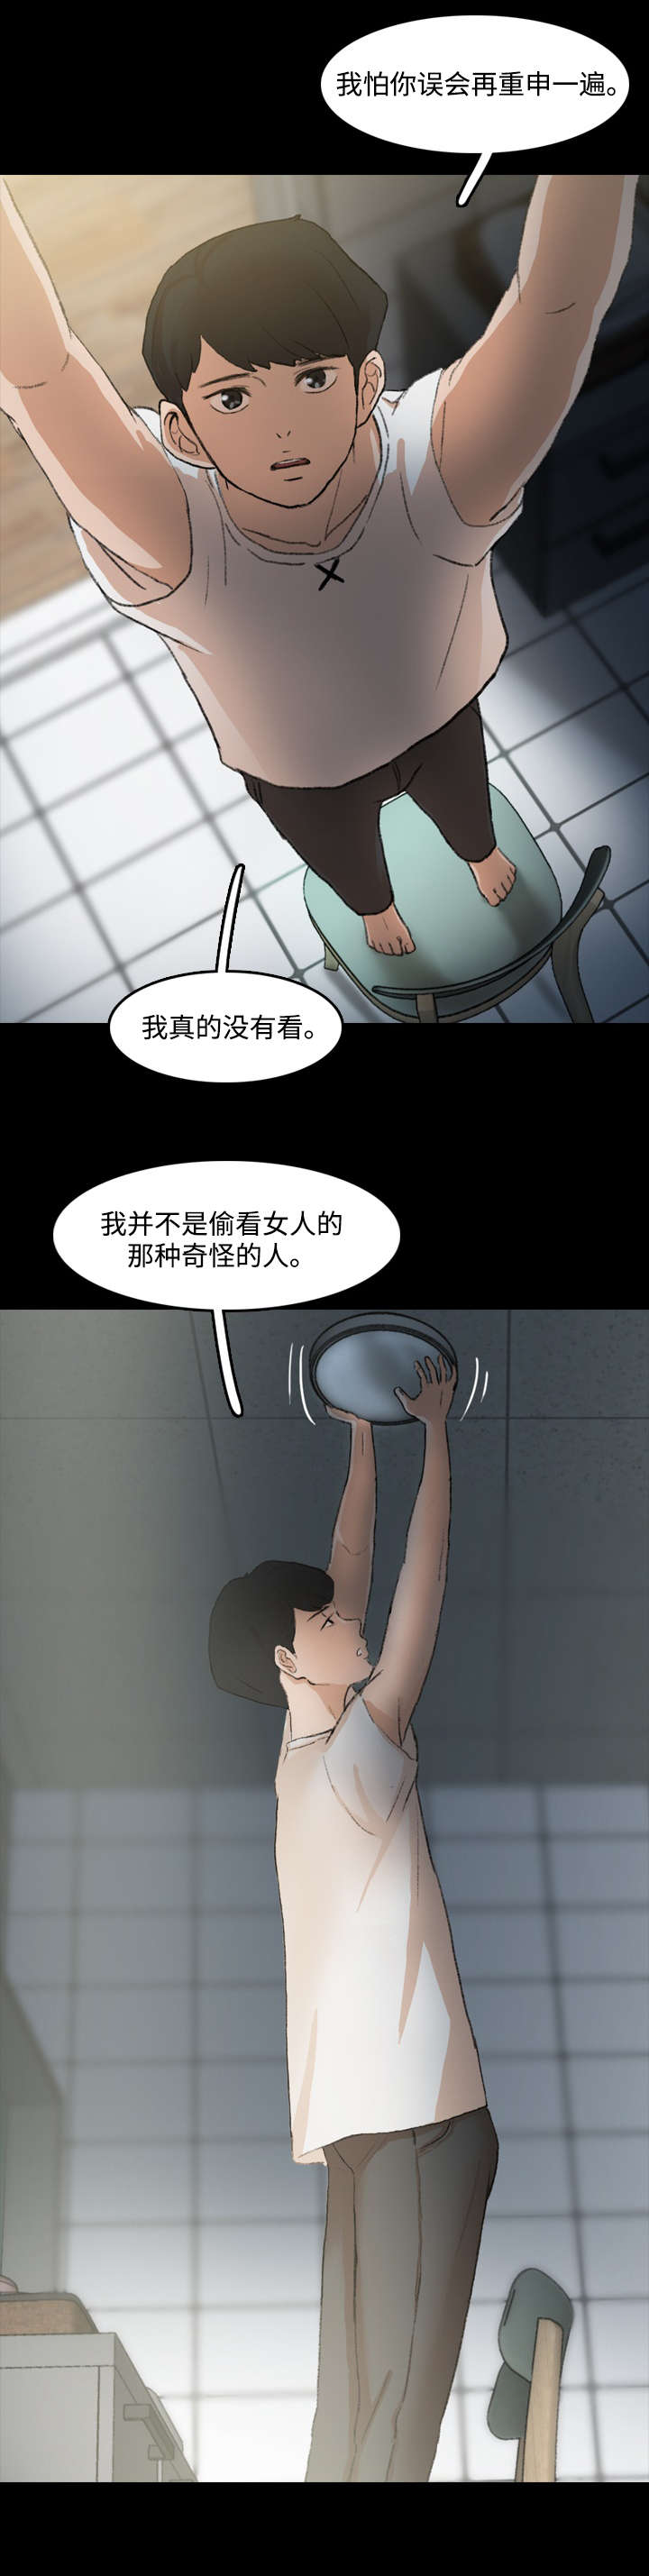 我怕你误会再重申一遍。
我真的没有看。
我并不是偷看女人的
那种奇怪的人。